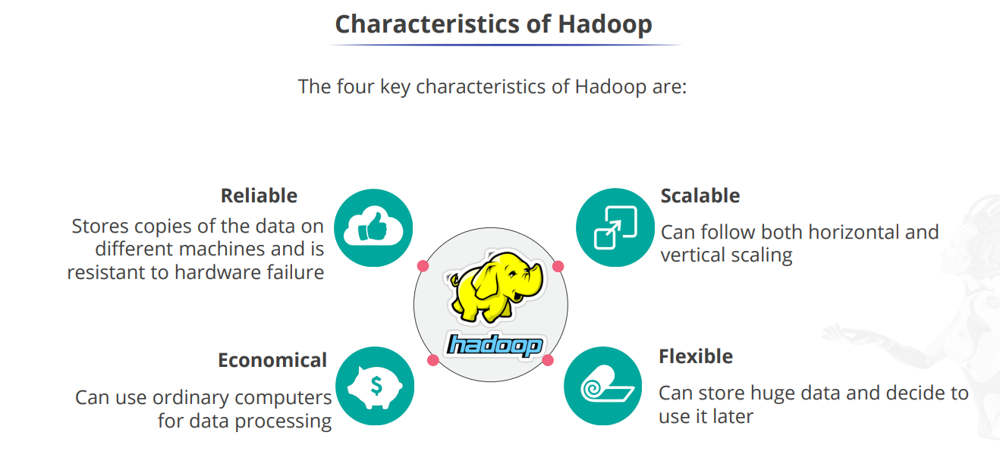 Characteristics of Hadoop
The four key characteristics of Hadoop are:
Reliable
Stores copies of the data on
different machines and is
resistant to hardware failure
Scalable
Can follow both horizontal and
vertical scaling
hadoop
Economical
$
Can use ordinary computers
for data processing
Flexible
Can store huge data and decide to
use it later